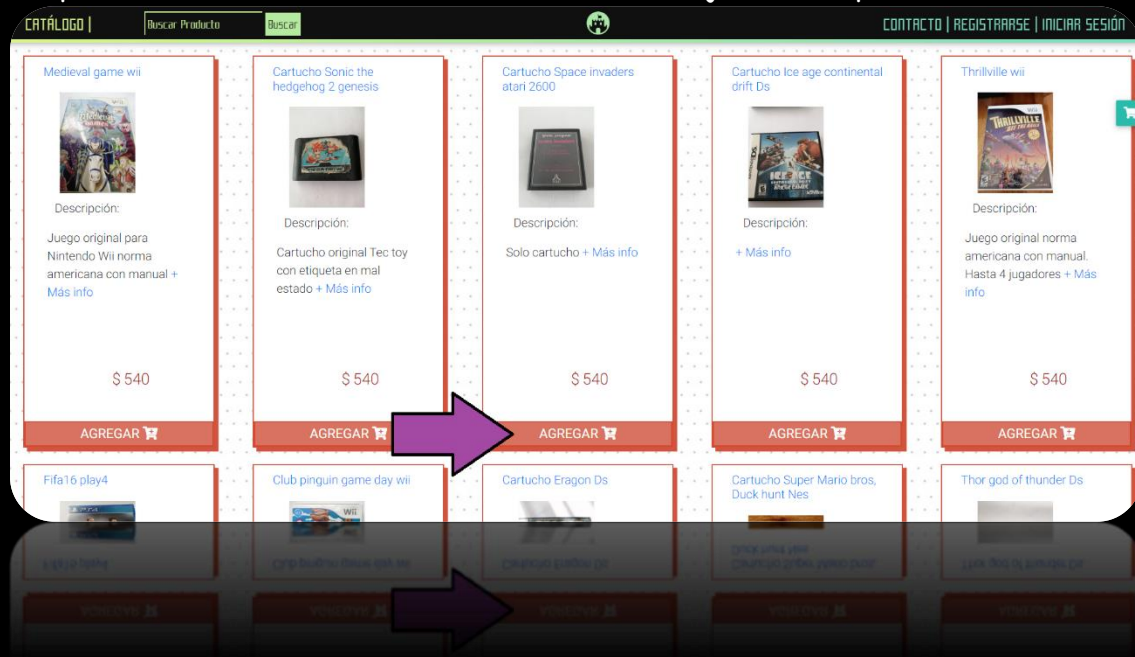 CATÁLOGO |
Buscar Producto
Buscar
CONTACTO | REGISTRARSE | INICIAR SESIÓN
Medieval game wii
Descripción:
Juego original para
Nintendo Wii norma
americana con manual +
Más info
$ 540
AGREGAR
Cartucho Sonic the
hedgehog 2 genesis
Descripción:
Cartucho original Tec toy
con etiqueta en mal
estado + Más info
$ 540
AGREGAR
Cartucho Space invaders
atari 2600
Descripción:
Solo cartucho + Más info
$ 540
AGREGAR
Cartucho Ice age continental
drift Ds
ICE AGE
Descripción:
+ Más info
$ 540
AGREGAR
Thrillville wii
Wii
THRILLVILLE
Descripción:
Juego original norma
americana con manual.
Hasta 4 jugadores + Más
info
$ 540
AGREGAR
Fifa16 play4
Club pinguin game day wii
Wii
Cartucho Eragon Ds
Cartucho Super Mario bros,
Duck hunt Nes
Thor god of thunder Ds